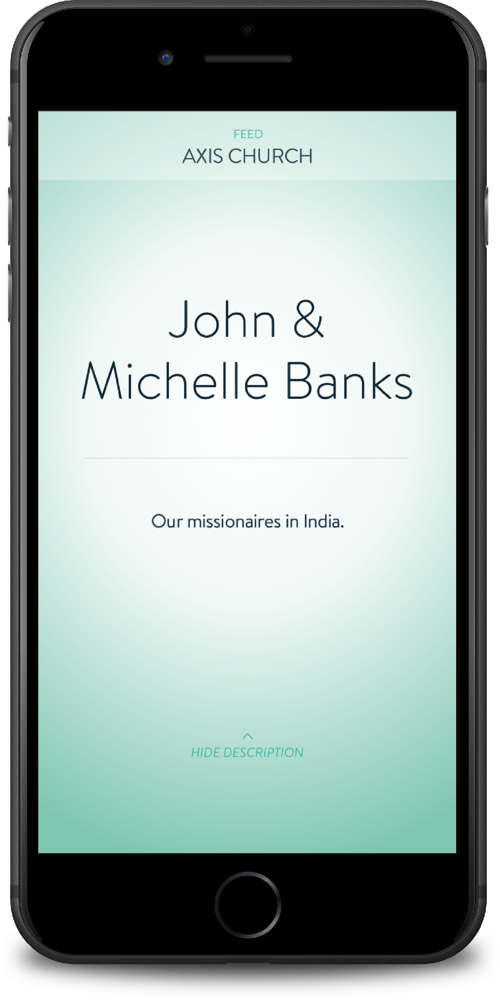 FEED
AXIS CHURCH
John &
Michelle Banks
Our missionaires in India.
HIDE DESCRIPTION